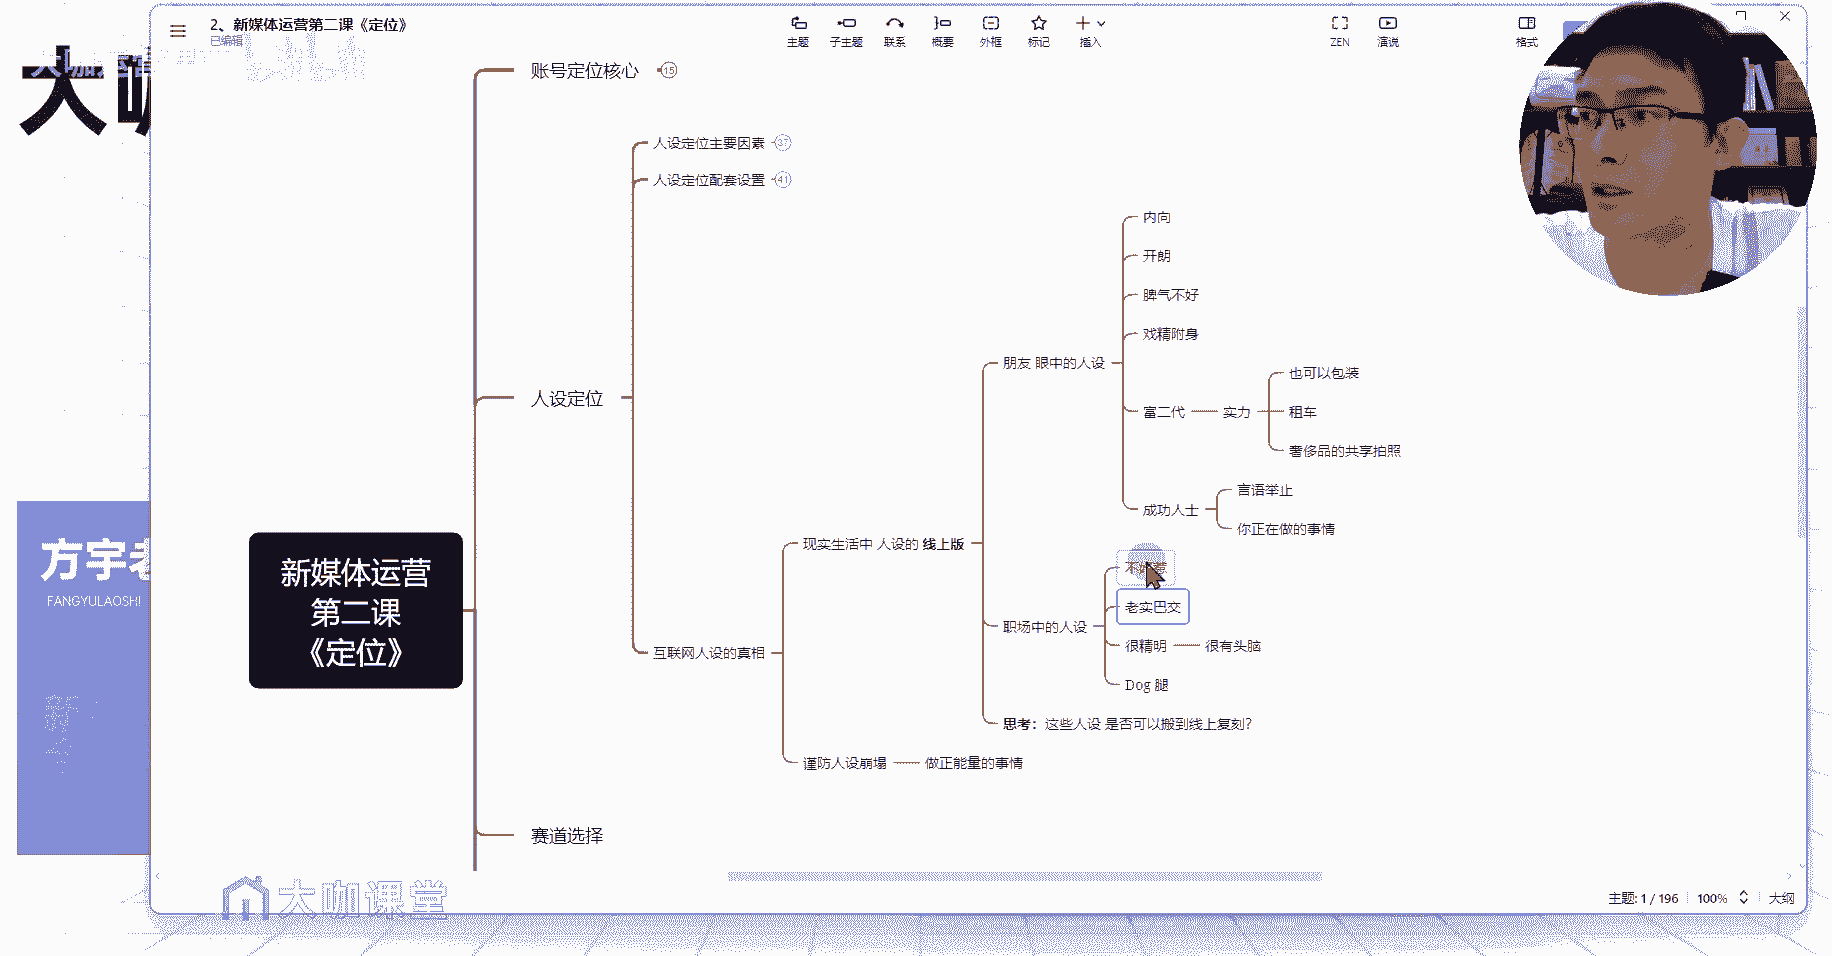 2、新媒体运营第二课《定位》
已编辑
主题
子主题
联系
概要
外框
标记
插入
ZEN
演说
格式
大咖
账号定位核心 15
人设定位主要因素 37
人设定位配套设置 41
内向
开朗
脾气不好
戏精附身
朋友 眼中的人设
也可以包装
富二代
实力
租车
奢侈品的共享拍照
人设定位
言语举止
成功人士
你正在做的事情
现实生活中 人设的 线上版
老实巴交
职场中的人设
很精明
很有头脑
互联网人设的真相
Dog 腿
思考：这些人设 是否可以搬到线上复刻？
谨防人设崩塌
做正能量的事情
新媒体运营
第二课
《定位》
赛道选择
方宇老
FANGYULAOSHI
大咖课堂
主题: 1 / 196
100%
大纲